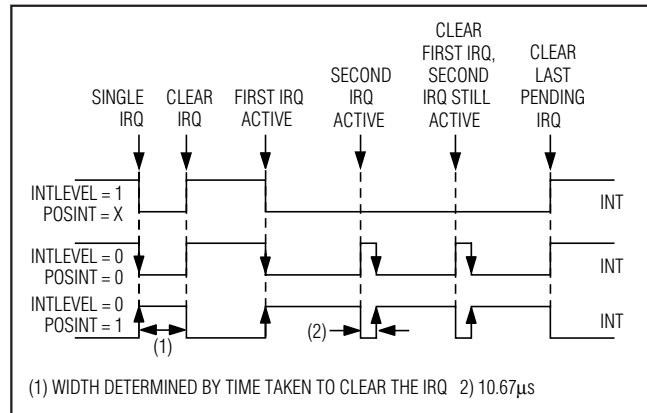 SINGLE
IRQ
CLEAR
IRQ
FIRST IRQ
ACTIVE
SECOND
IRQ
ACTIVE
CLEAR
FIRST IRQ,
SECOND
IRQ STILL
ACTIVE
CLEAR
LAST
PENDING
IRQ
INTLEVEL = 1
POSINT = X
INT
INTLEVEL = 0
POSINT = 0
INT
INTLEVEL = 0
POSINT = 1
(1)
(2)
INT
(1) WIDTH DETERMINED BY TIME TAKEN TO CLEAR THE IRQ 2) 10.67µs